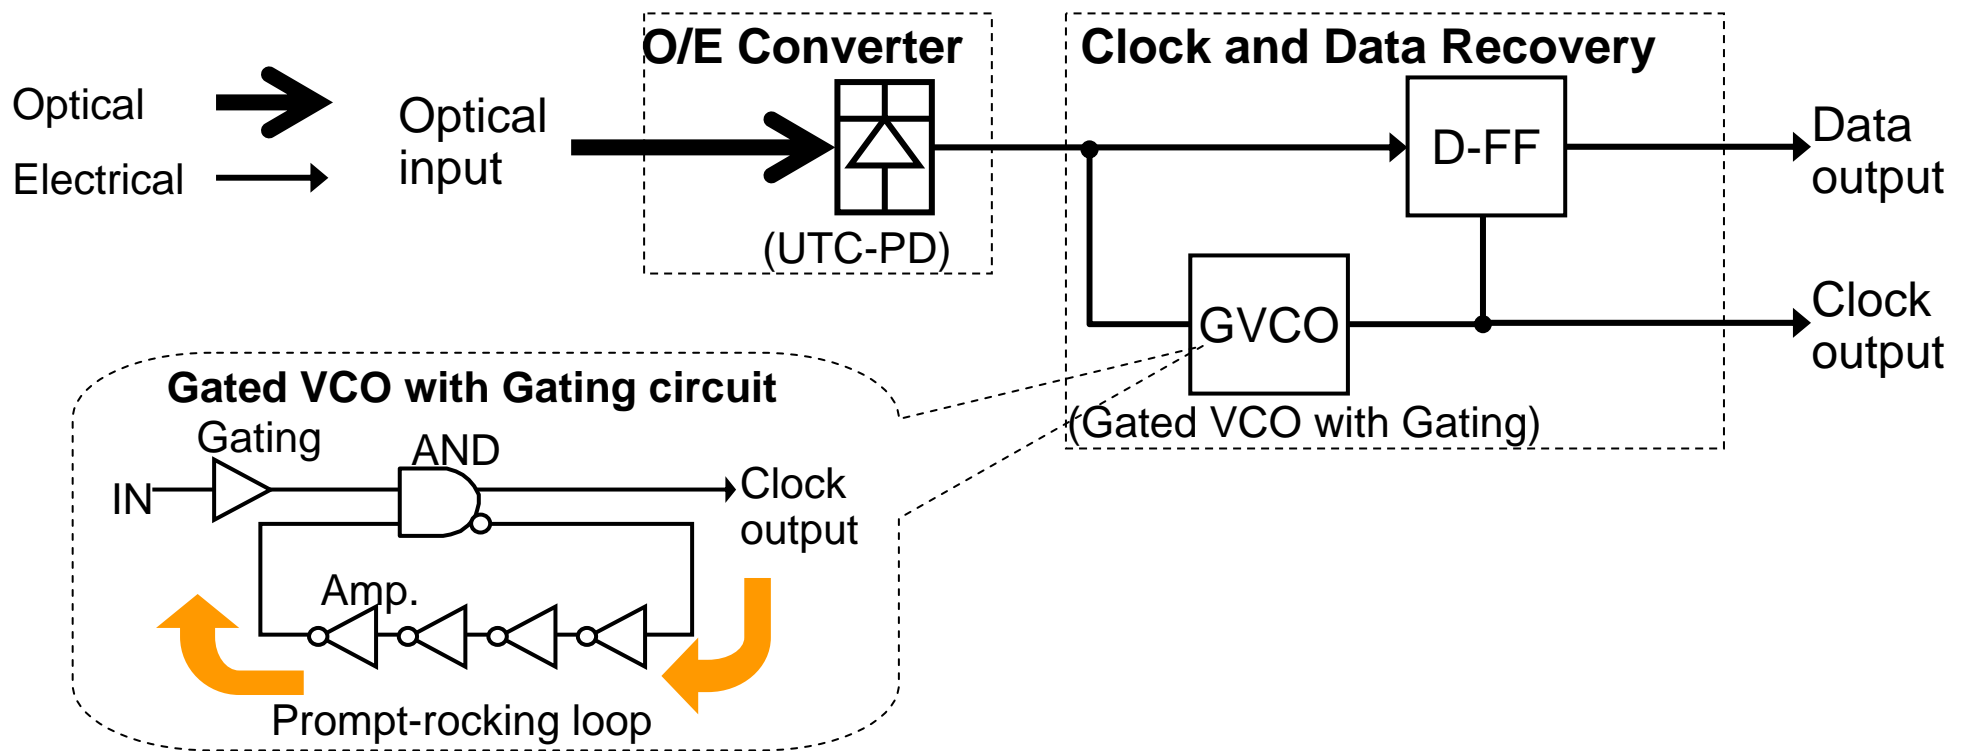 O/E Converter
Clock and Data Recovery
Optical
Electrical
Optical
input
(UTC-PD)
D-FF
Data
output
GVCO
Clock
output
(Gated VCO with Gating)
Gated VCO with Gating circuit
Gating
AND
IN
Clock
output
Amp.
Prompt-rocking loop